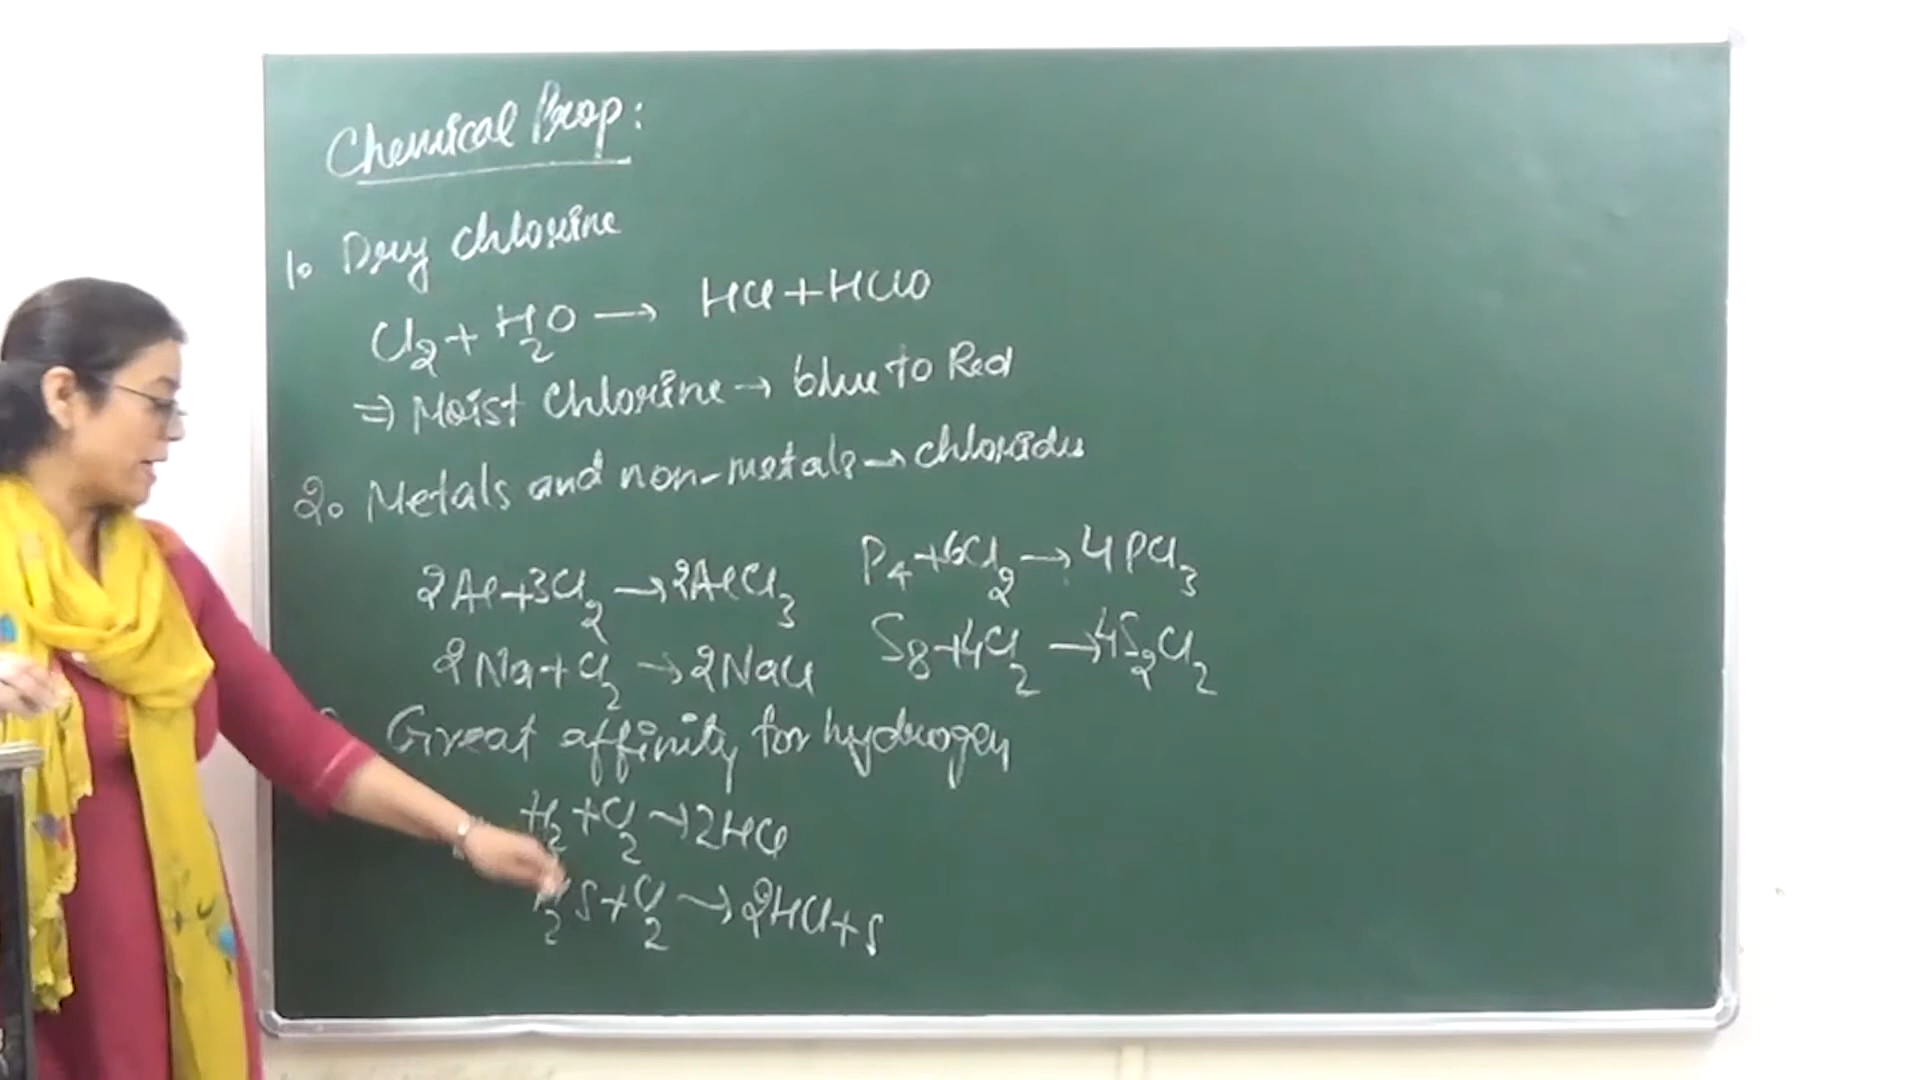 Chemical Prop:
1. Dry chlorine
Cl2 + H2O → HCl + HClO
⇒ Moist Chlorine → blue to Red
2. Metals and non-metals → chlorides
2Al + 3Cl2 → 2AlCl3
P4 + 6Cl2 → 4PCl3
2Na + Cl2 → 2NaCl
S8 + 4Cl2 → 4S2Cl2
Great affinity for hydrogen
H2 + Cl2 → 2HCl
H2S + Cl2 → 2HCl + S